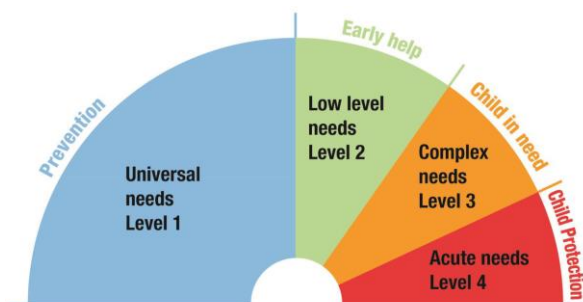 Prevention
Universal
needs
Level 1
Early help
Low level
needs
Level 2
Child in need
Complex
needs
Level 3
Child Protection
Acute needs
Level 4